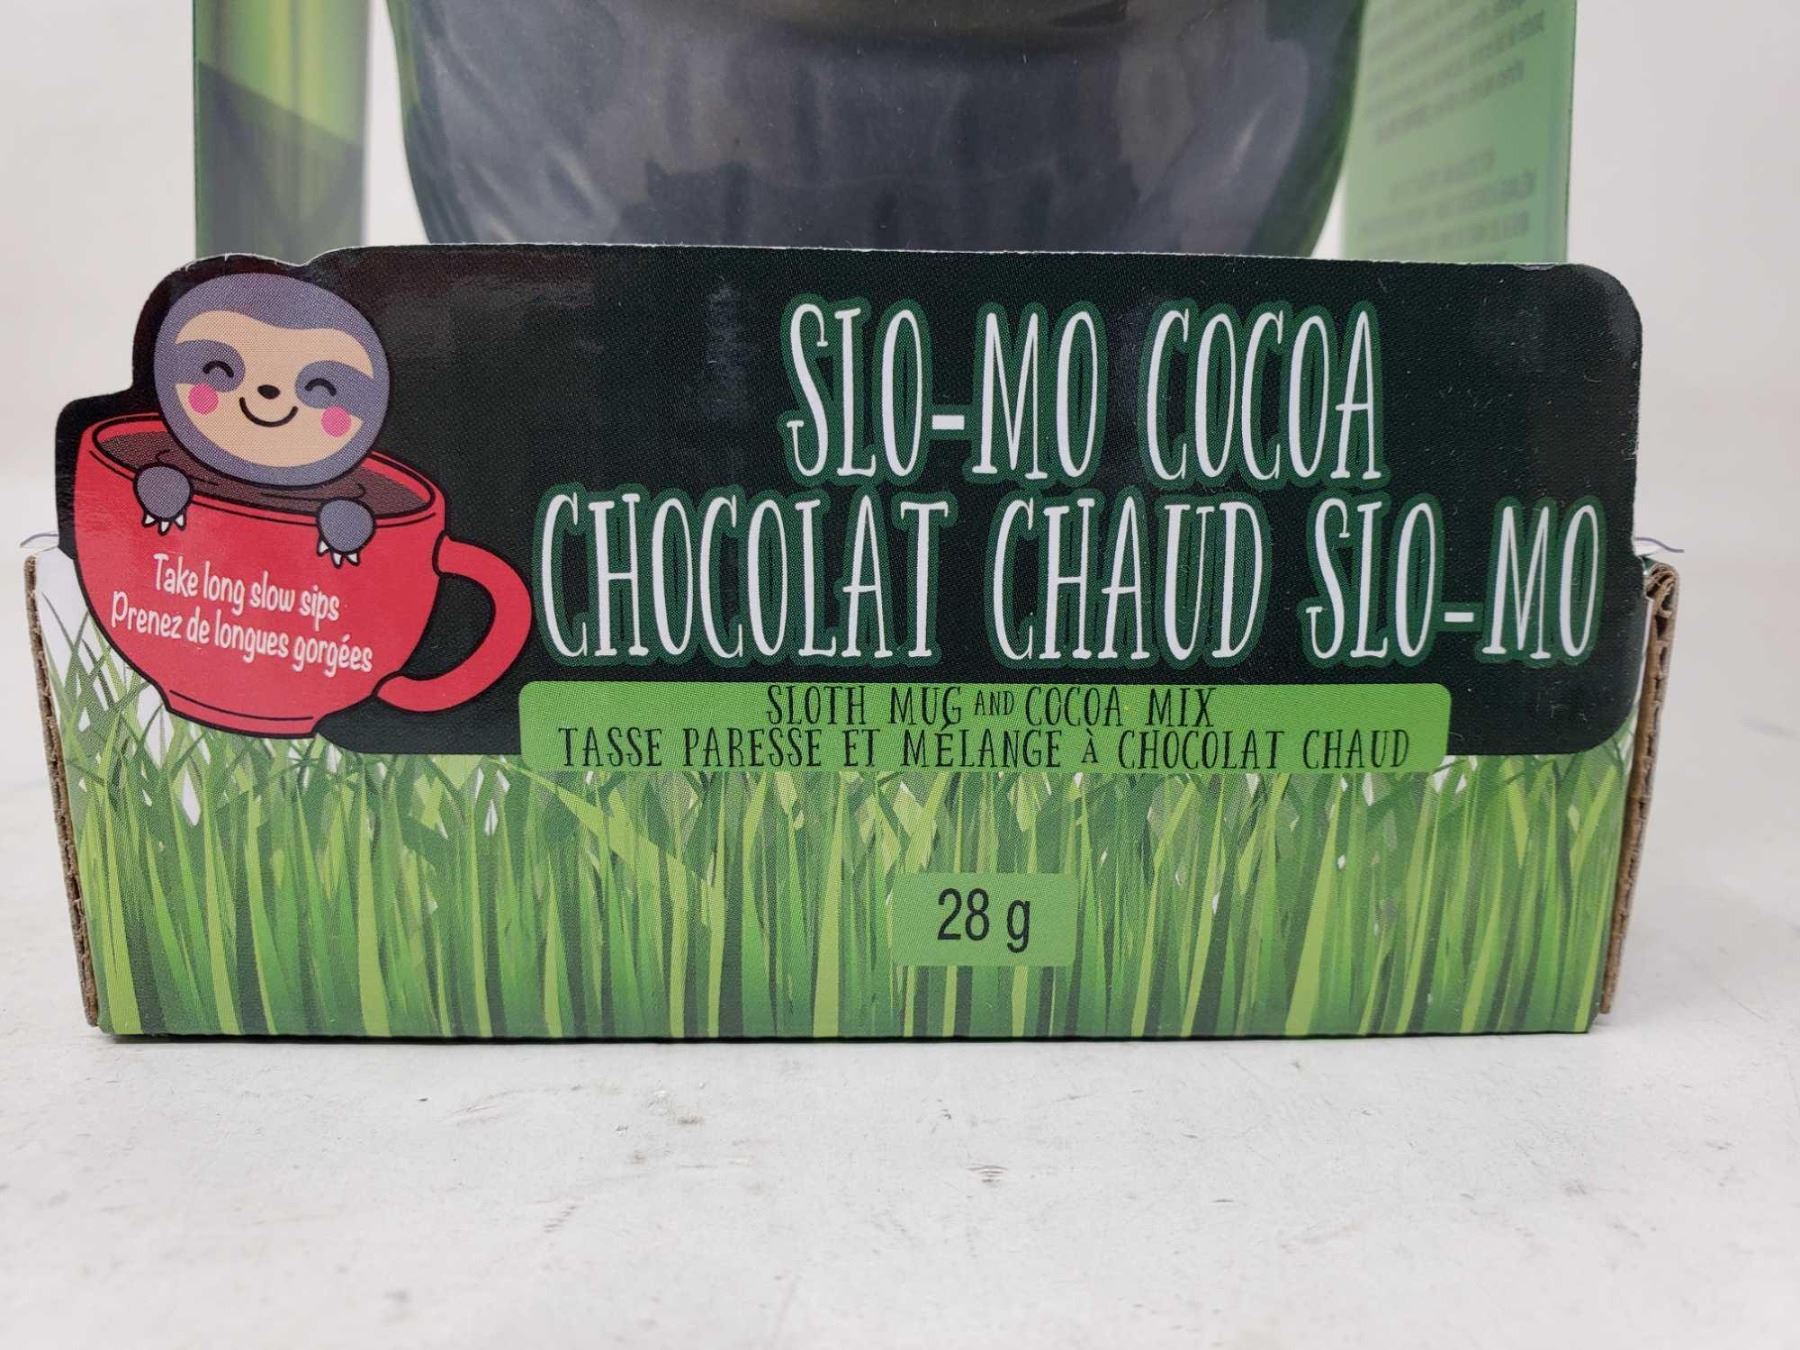 SLO-MO COCOA
CHOCOLAT CHAUD SLO-MO
Take long slow sips
Prenez de longues gorgées
SLOTH MUG AND COCOA MIX
TASSE PARESSE ET MÉLANGE À CHOCOLAT CHAUD
28 g